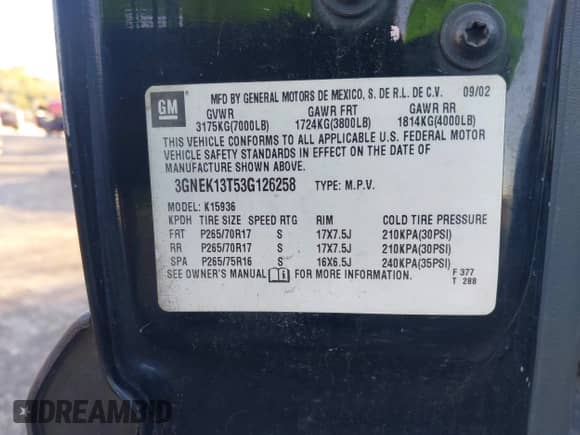 GM
MFD BY GENERAL MOTORS DE MEXICO, S. DE R.L. DE C.V. 09/02
GVWR GAWR FRT GAWR RR
3175KG(7000LB) 1724KG(3800LB) 1814KG(4000LB)
THIS VEHICLE CONFORMS TO ALL APPLICABLE U.S. FEDERAL MOTOR
VEHICLE SAFETY STANDARDS IN EFFECT ON THE DATE OF
MANUFACTURE SHOWN ABOVE.
3GNEK13T53G126258 TYPE: M.P.V.
MODEL: K15936
KPDH TIRE SIZE SPEED RTG RIM COLD TIRE PRESSURE
FRT P265/70R17 S 17X7.5J 210KPA(30PSI)
RR P265/70R17 S 17X7.5J 210KPA(30PSI)
SPA P265/75R16 S 16X6.5J 240KPA(35PSI)
SEE OWNER'S MANUAL FOR MORE INFORMATION. F 377
T 288
DREAMBID